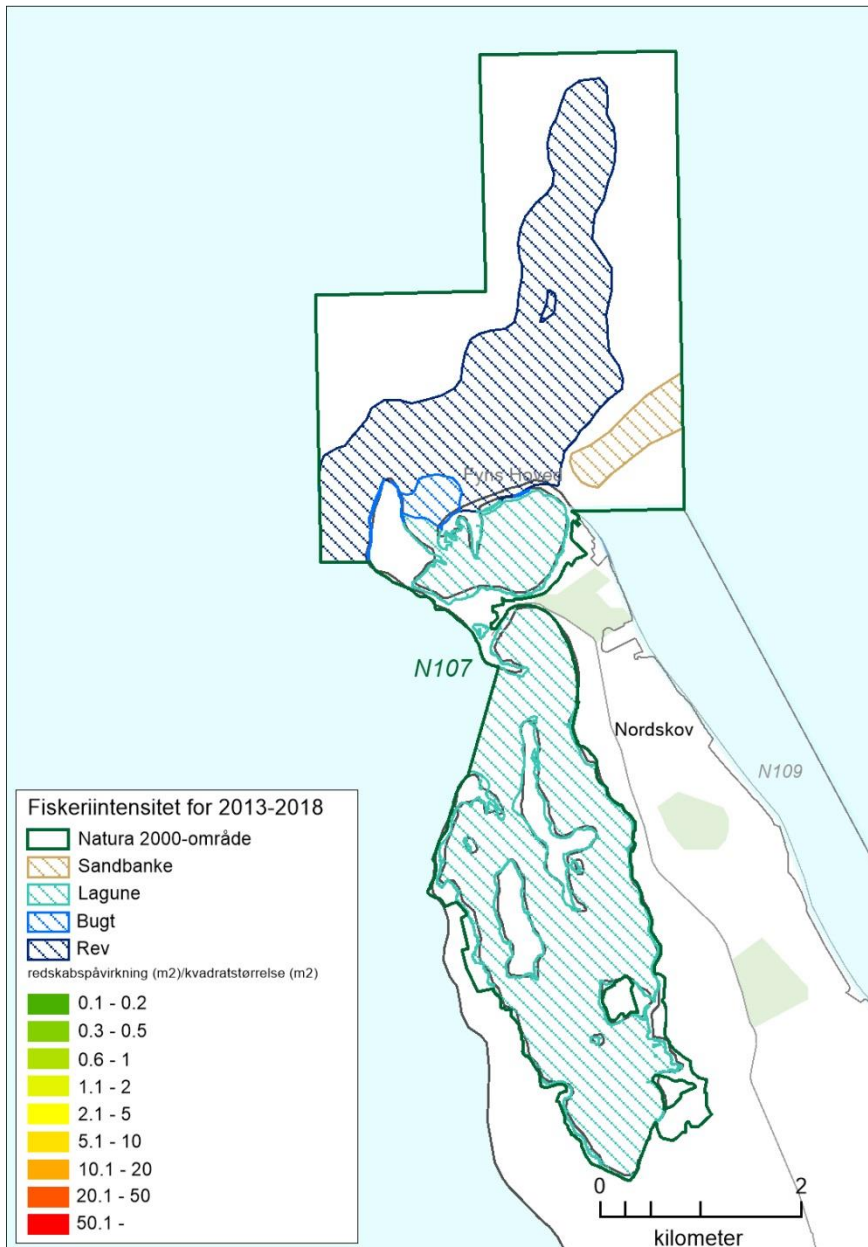 Fyns Hoved
N107
Nordskov
N109
Fiskeriintensitet for 2013-2018
Natura 2000-område
Sandbanke
Lagune
Bugt
Rev
redskabspåvirkning (m2)/kvadratstørrelse (m2)
0.1 - 0.2
0.3 - 0.5
0.6 - 1
1.1 - 2
2.1 - 5
5.1 - 10
10.1 - 20
20.1 - 50
50.1 -
0 2
kilometer